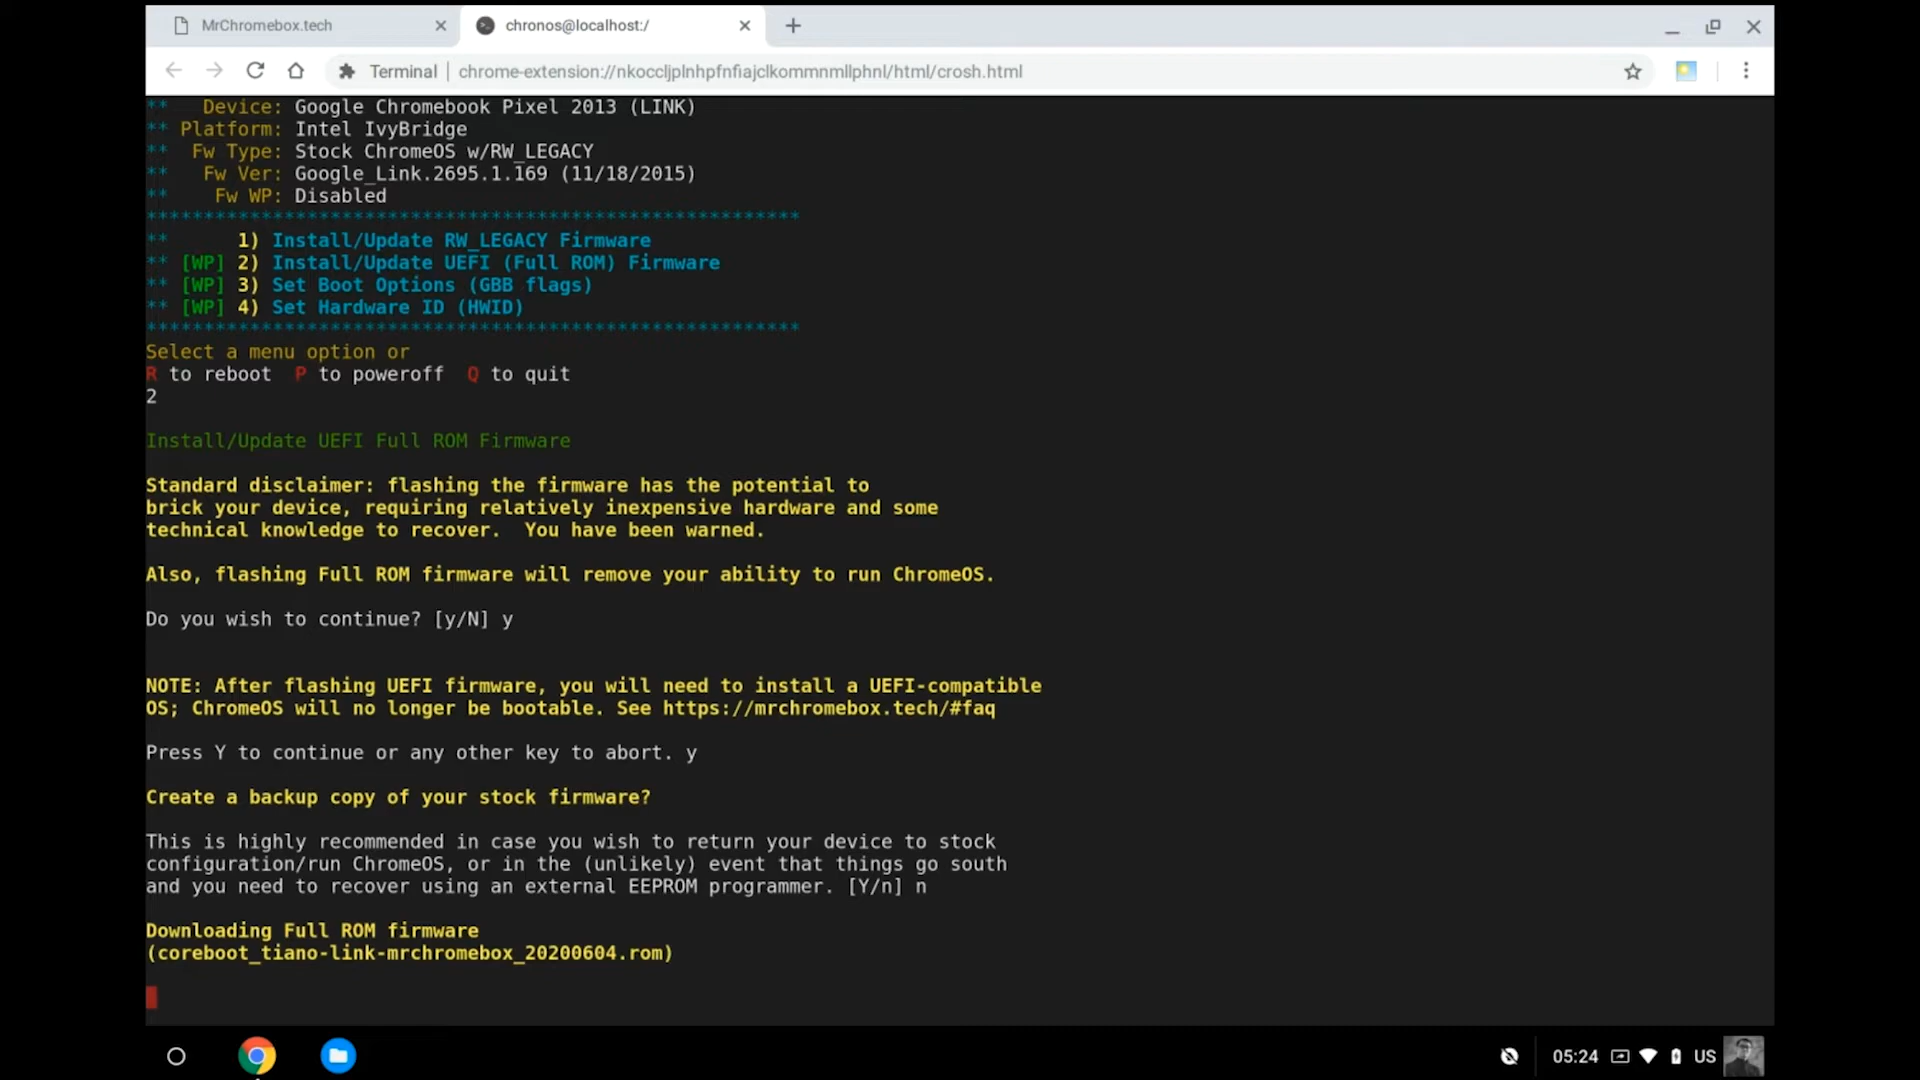 MrChromebox.tech
chronos@localhost:/
Terminal | chrome-extension://nkoccljplnhpfnfiajclkommnmllphnl/html/crosh.html
** Device: Google Chromebook Pixel 2013 (LINK)
** Platform: Intel IvyBridge
** Fw Type: Stock ChromeOS w/RW_LEGACY
** Fw Ver: Google_Link.2695.1.169 (11/18/2015)
** Fw WP: Disabled
*********************************************************
** 1) Install/Update RW_LEGACY Firmware
** [WP] 2) Install/Update UEFI (Full ROM) Firmware
** [WP] 3) Set Boot Options (GBB flags)
** [WP] 4) Set Hardware ID (HWID)
*********************************************************
Select a menu option or
R to reboot P to poweroff Q to quit
2
Install/Update UEFI Full ROM Firmware
Standard disclaimer: flashing the firmware has the potential to
brick your device, requiring relatively inexpensive hardware and some
technical knowledge to recover. You have been warned.
Also, flashing Full ROM firmware will remove your ability to run ChromeOS.
Do you wish to continue? [y/N] y
NOTE: After flashing UEFI firmware, you will need to install a UEFI-compatible
OS; ChromeOS will no longer be bootable. See https://mrchromebox.tech/#faq
Press Y to continue or any other key to abort. y
Create a backup copy of your stock firmware?
This is highly recommended in case you wish to return your device to stock
configuration/run ChromeOS, or in the (unlikely) event that things go south
and you need to recover using an external EEPROM programmer. [Y/n] n
Downloading Full ROM firmware
(coreboot_tiano-link-mrchromebox_20200604.rom)
05:24 US